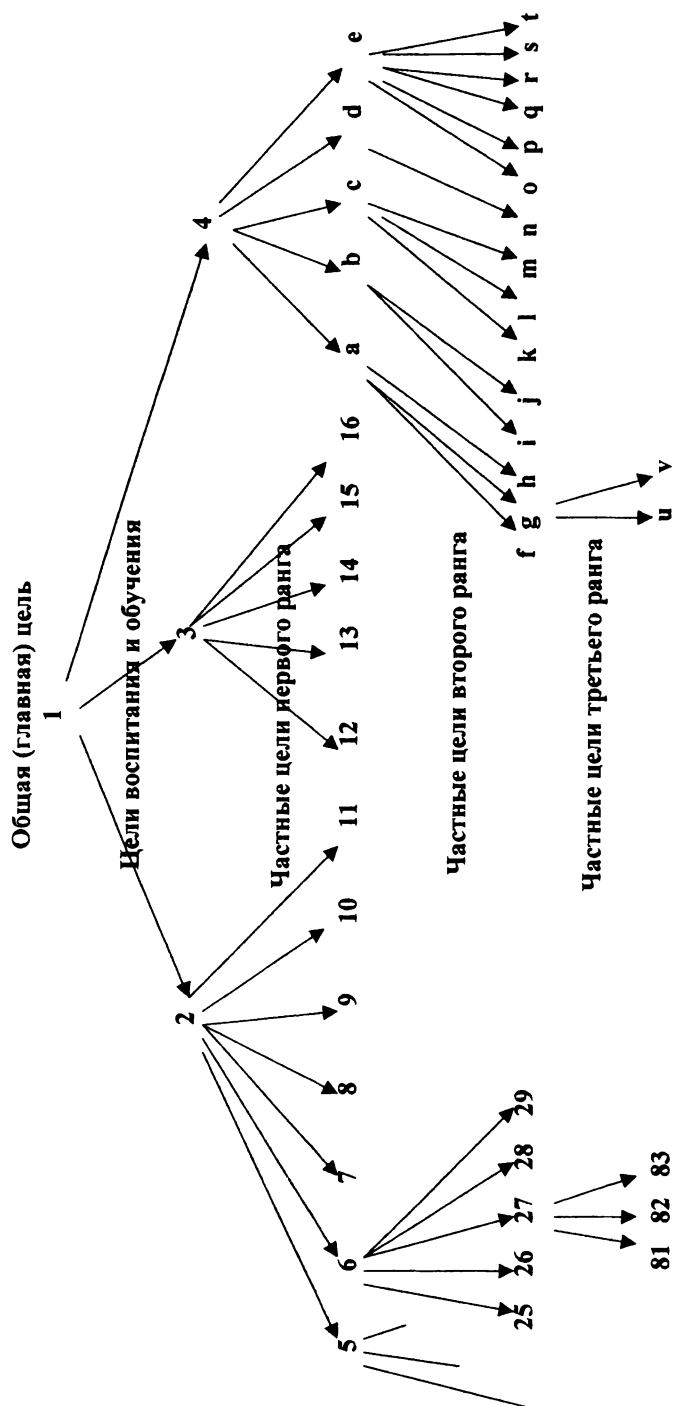 Общая (главная) цель
1
Цели воспитания и обучения
2 3 4
Частные цели первого ранга
5 6 7 8 9 10 11 12 13 14 15 16 a b c d e
Частные цели второго ранга
25 26 27 28 29 f g h i j k l m n o p q r s t
Частные цели третьего ранга
81 82 83 u v